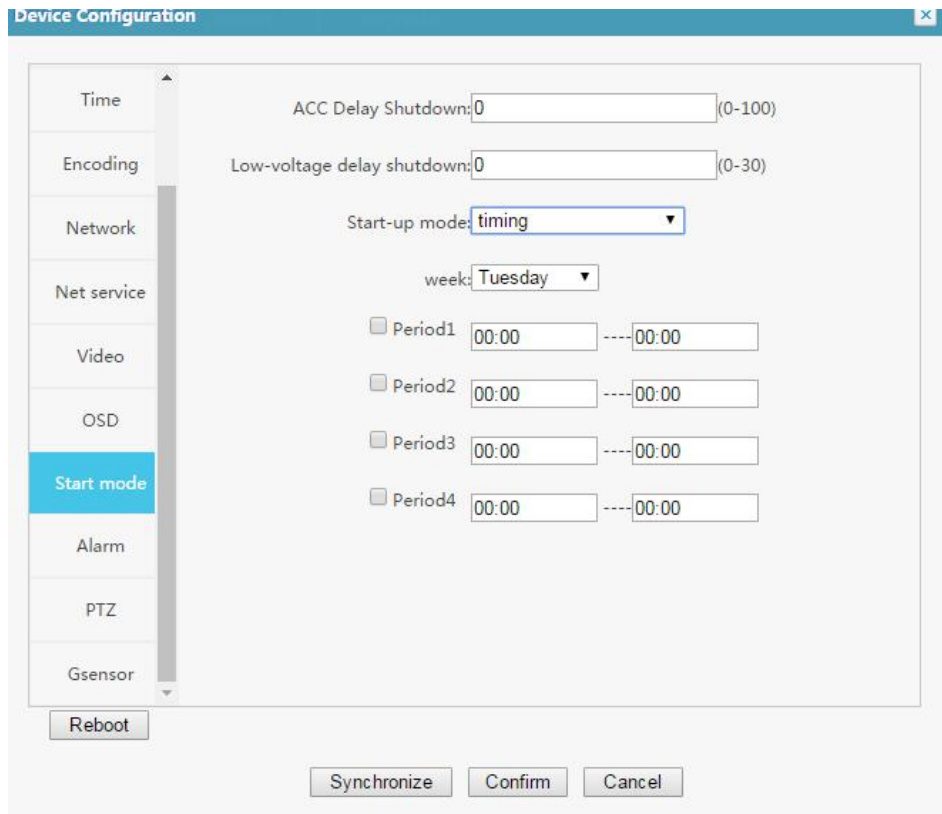 Device Configuration
Time
Encoding
Network
Net service
Video
OSD
Start mode
Alarm
PTZ
Gsensor
Reboot
ACC Delay Shutdown:0 (0-100)
Low-voltage delay shutdown:0 (0-30)
Start-up mode: timing
week: Tuesday
Period1 00:00 ----00:00
Period2 00:00 ----00:00
Period3 00:00 ----00:00
Period4 00:00 ----00:00
Synchronize Confirm Cancel